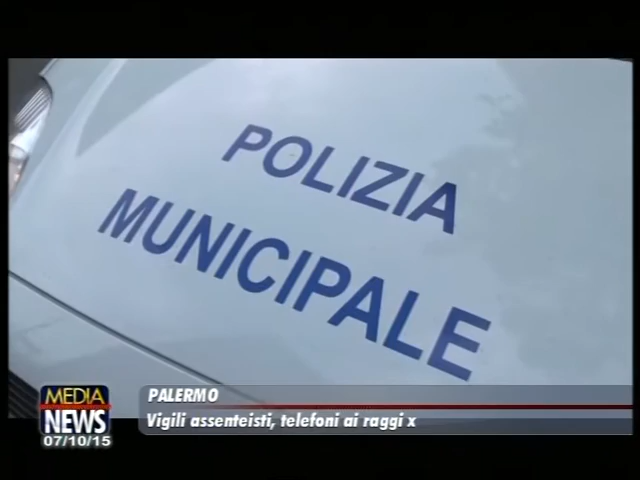 POLIZIA
MUNICIPALE
MEDIA
NEWS
07/10/15
PALERMO
Vigili assenteisti, telefoni ai raggi x